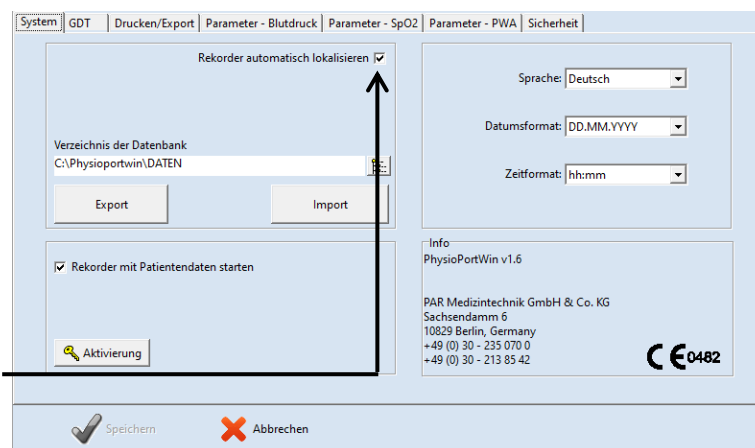 System GDT Drucken/Export Parameter - Blutdruck Parameter - SpO2 Parameter - PWA Sicherheit
Rekorder automatisch lokalisieren
Verzeichnis der Datenbank
C:\Physioportwin\DATEN
Export Import
Sprache: Deutsch
Datumsformat: DD.MM.YYYY
Zeitformat: hh:mm
Rekorder mit Patientendaten starten
Aktivierung
Info
PhysioPortWin v1.6
PAR Medizintechnik GmbH & Co. KG
Sachsendamm 6
10829 Berlin, Germany
+49 (0) 30 - 235 070 0
+49 (0) 30 - 213 85 42
CE0482
Speichern Abbrechen